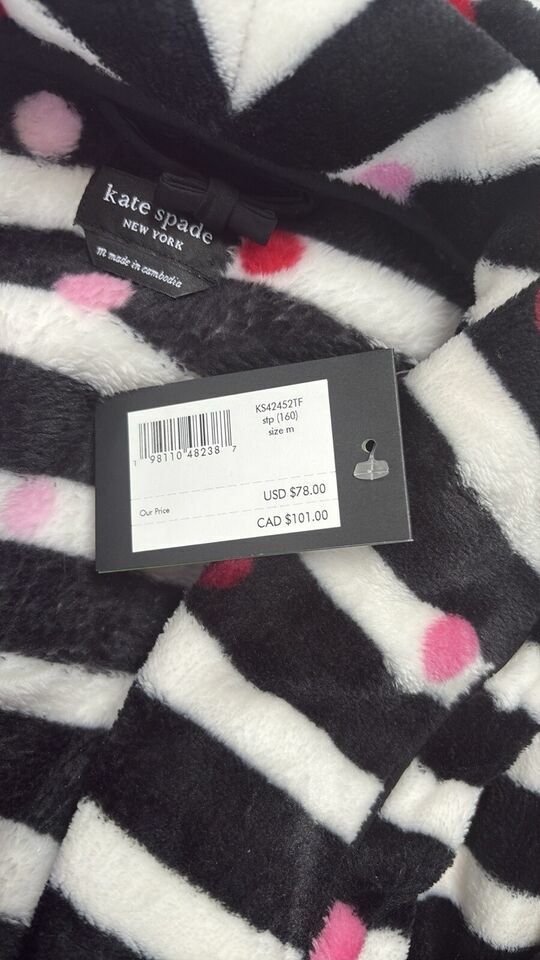 kate spade
NEW YORK
m made in cambodia
KS42452TF
stp (160)
size m
1 98110 48238 7
USD $78.00
Our Price
CAD $101.00